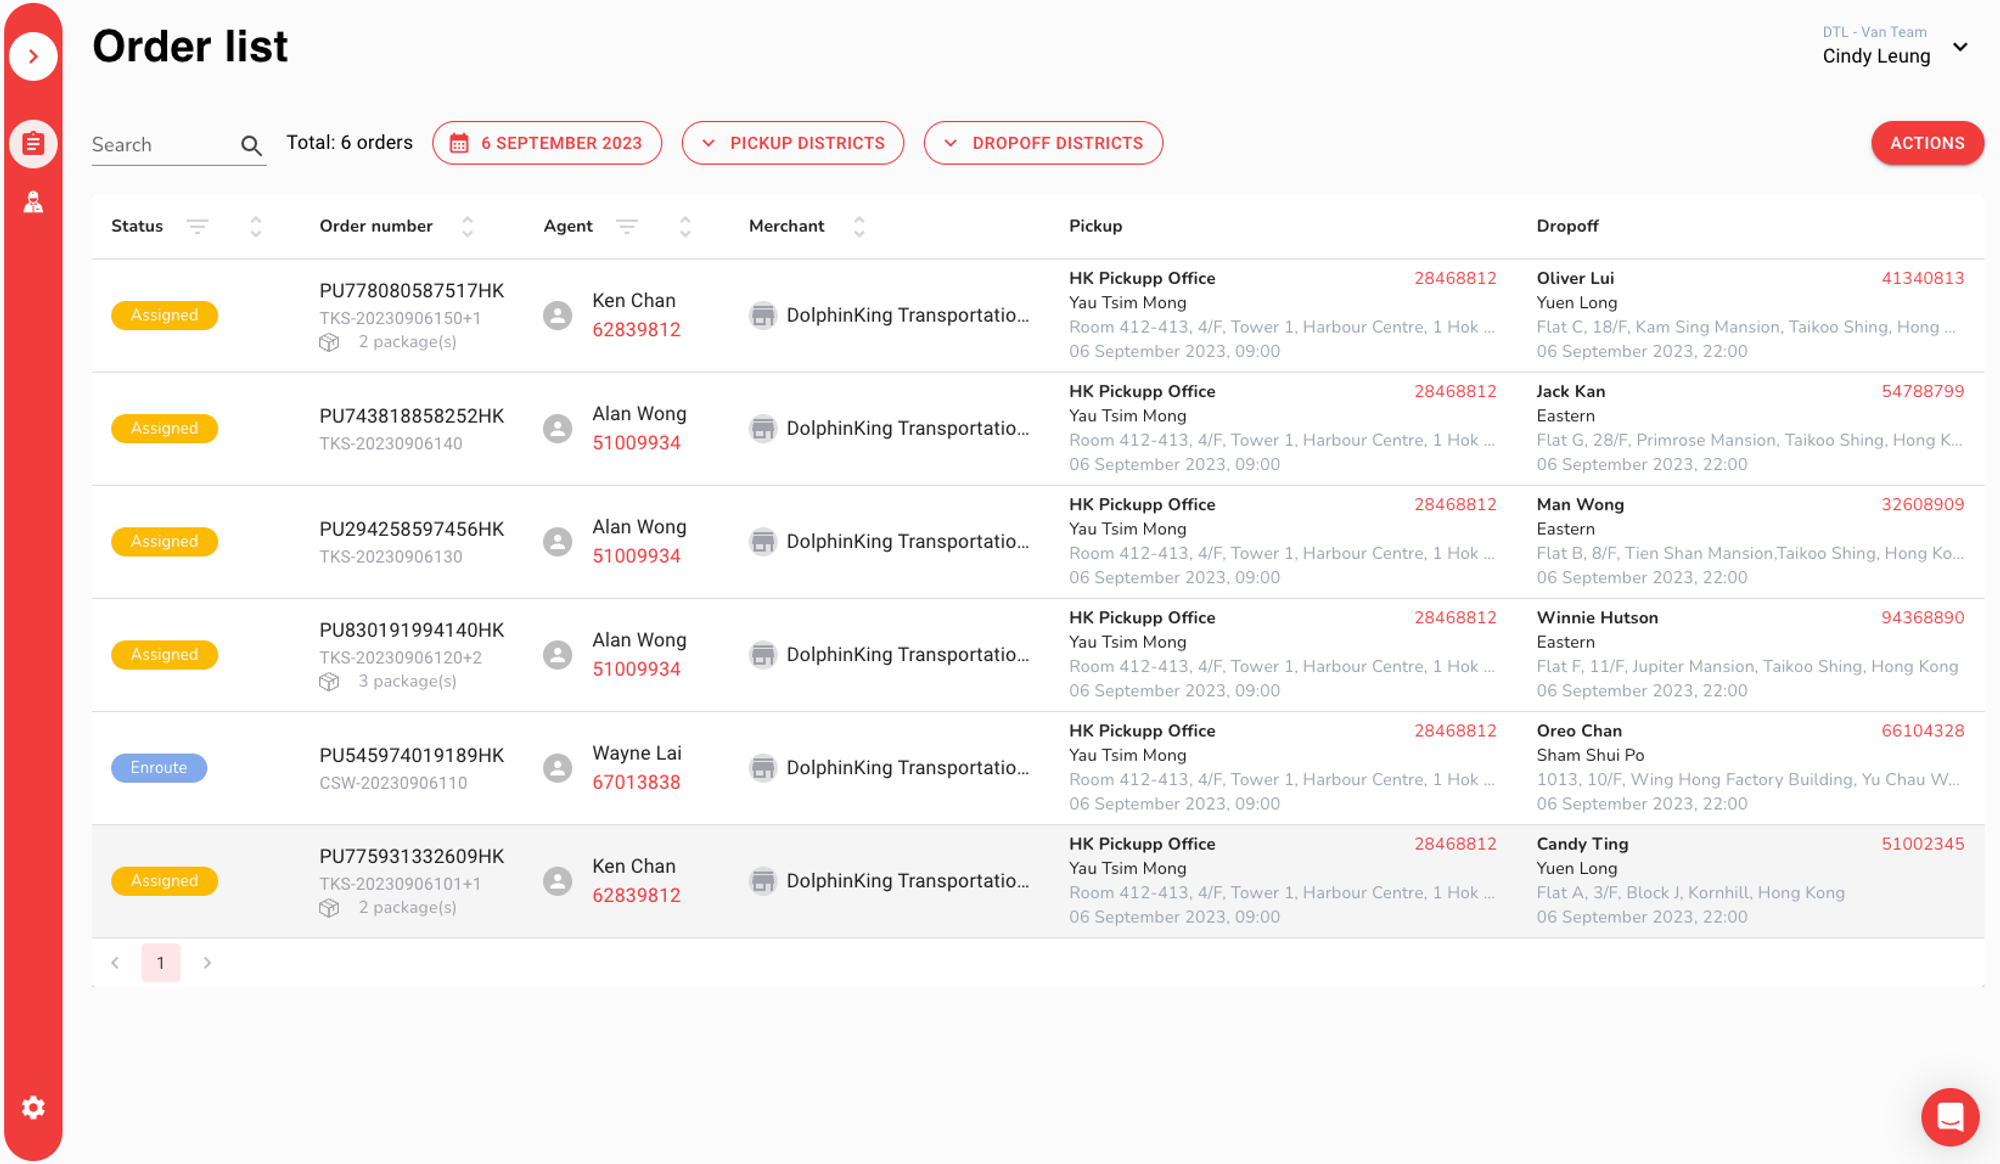 Order list
DTL - Van Team
Cindy Leung
Search
Total: 6 orders
6 SEPTEMBER 2023
PICKUP DISTRICTS
DROPOFF DISTRICTS
ACTIONS
Status
Order number
Agent
Merchant
Pickup
Dropoff
Assigned
PU778080587517HK
TKS-20230906150+1
2 package(s)
Ken Chan
62839812
DolphinKing Transportatio...
HK Pickupp Office 28468812
Yau Tsim Mong
Room 412-413, 4/F, Tower 1, Harbour Centre, 1 Hok ...
06 September 2023, 09:00
Oliver Lui 41340813
Yuen Long
Flat C, 18/F, Kam Sing Mansion, Taikoo Shing, Hong ...
06 September 2023, 22:00
Assigned
PU743818858252HK
TKS-20230906140
Alan Wong
51009934
DolphinKing Transportatio...
HK Pickupp Office 28468812
Yau Tsim Mong
Room 412-413, 4/F, Tower 1, Harbour Centre, 1 Hok ...
06 September 2023, 09:00
Jack Kan 54788799
Eastern
Flat G, 28/F, Primrose Mansion, Taikoo Shing, Hong K...
06 September 2023, 22:00
Assigned
PU294258597456HK
TKS-20230906130
Alan Wong
51009934
DolphinKing Transportatio...
HK Pickupp Office 28468812
Yau Tsim Mong
Room 412-413, 4/F, Tower 1, Harbour Centre, 1 Hok ...
06 September 2023, 09:00
Man Wong 32608909
Eastern
Flat B, 8/F, Tien Shan Mansion,Taikoo Shing, Hong Ko...
06 September 2023, 22:00
Assigned
PU830191994140HK
TKS-20230906120+2
3 package(s)
Alan Wong
51009934
DolphinKing Transportatio...
HK Pickupp Office 28468812
Yau Tsim Mong
Room 412-413, 4/F, Tower 1, Harbour Centre, 1 Hok ...
06 September 2023, 09:00
Winnie Hutson 94368890
Eastern
Flat F, 11/F, Jupiter Mansion, Taikoo Shing, Hong Kong
06 September 2023, 22:00
Enroute
PU545974019189HK
CSW-20230906110
Wayne Lai
67013838
DolphinKing Transportatio...
HK Pickupp Office 28468812
Yau Tsim Mong
Room 412-413, 4/F, Tower 1, Harbour Centre, 1 Hok ...
06 September 2023, 09:00
Oreo Chan 66104328
Sham Shui Po
1013, 10/F, Wing Hong Factory Building, Yu Chau W...
06 September 2023, 22:00
Assigned
PU775931332609HK
TKS-20230906101+1
2 package(s)
Ken Chan
62839812
DolphinKing Transportatio...
HK Pickupp Office 28468812
Yau Tsim Mong
Room 412-413, 4/F, Tower 1, Harbour Centre, 1 Hok ...
06 September 2023, 09:00
Candy Ting 51002345
Yuen Long
Flat A, 3/F, Block J, Kornhill, Hong Kong
06 September 2023, 22:00
1